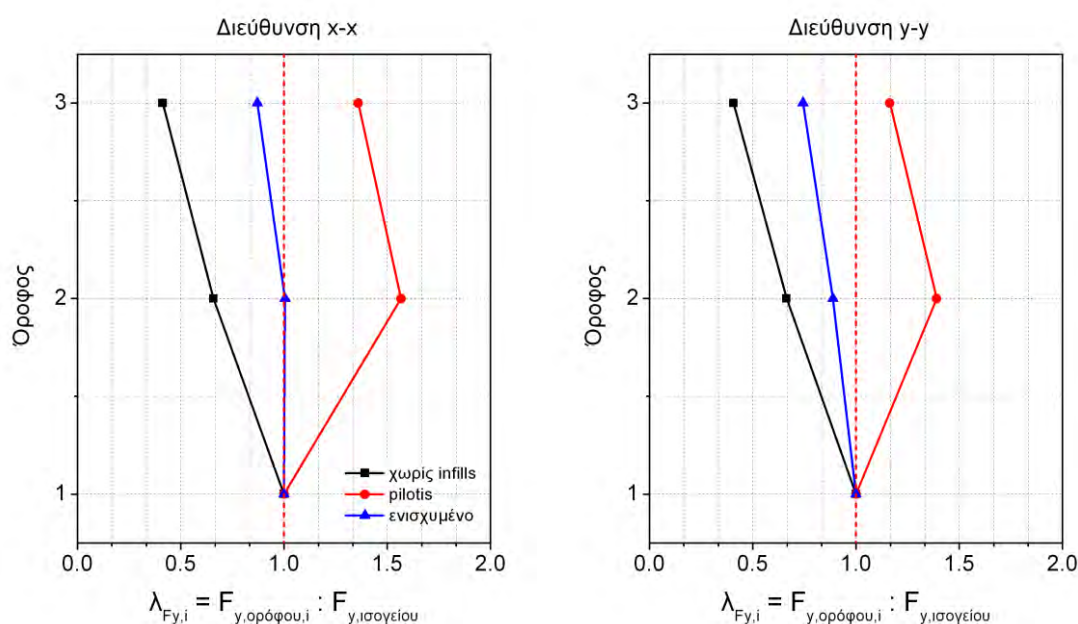 Διεύθυνση x-x
3
2
1
Όροφος
0.0 0.5 1.0 1.5 2.0
χωρίς infills
pilotis
ενισχυμένο
λFy,i = Fy,ορόφου,i : Fy,ισογείου
Διεύθυνση y-y
3
2
1
Όροφος
0.0 0.5 1.0 1.5 2.0
λFy,i = Fy,ορόφου,i : Fy,ισογείου